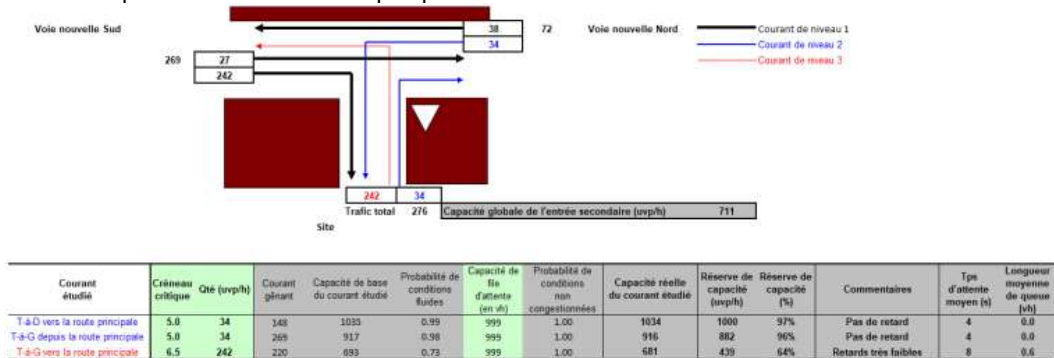 Voie nouvelle Sud
38
72
Voie nouvelle Nord
34
Courant de niveau 1
Courant de niveau 2
Courant de niveau 3
269
27
242
242
34
Trafic total
276
Capacité globale de l'entrée secondaire (uvp/h)
711
Site
Courant étudié
Créneau critique
Qté (uvp/h)
Courant gênant
Capacité de base du courant étudié
Probabilité de conditions fluides
Capacité de file d'attente (en vh)
Probabilité de conditions non congestionnées
Capacité réelle du courant étudié
Réserve de capacité (uvp/h)
Réserve de capacité (%)
Commentaires
Tps d'attente moyen (s)
Longueur moyenne de queue (vh)
T-à-D vers la route principale 5.0 34 148 1035 0.99 999 1.00 1034 1000 97% Pas de retard 4 0.0
T-à-G depuis la route principale 5.0 34 269 917 0.98 999 1.00 916 882 96% Pas de retard 4 0.0
T-à-G vers la route principale 6.5 242 220 693 0.73 999 1.00 681 439 64% Retards très faibles 8 0.6